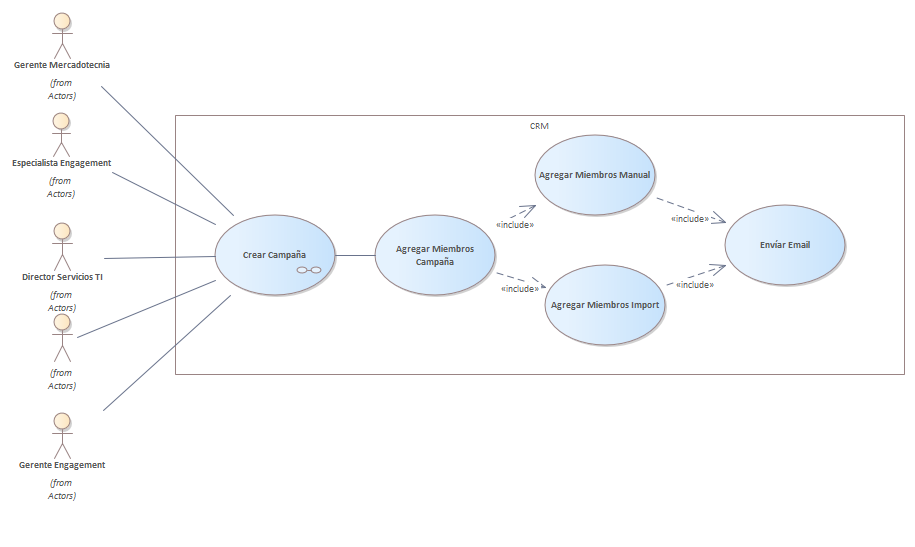 Gerente Mercadotecnia
(from
Actors)
Especialista Engagement
(from
Actors)
Director Servicios TI
(from
Actors)
(from
Actors)
Gerente Engagement
(from
Actors)
CRM
Crear Campaña
Agregar Miembros
Campaña
«include»
«include»
Agregar Miembros Manual
Agregar Miembros Import
«include»
«include»
Envíar Email